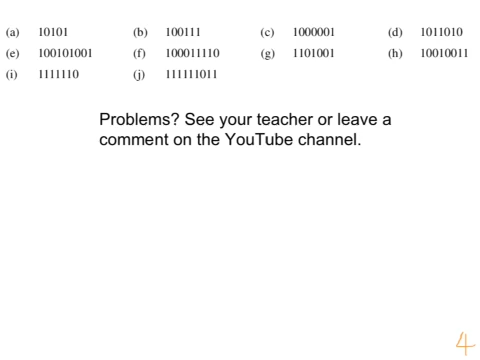 (a) 10101 (b) 100111 (c) 1000001 (d) 1011010
(e) 100101001 (f) 100011110 (g) 1101001 (h) 10010011
(i) 1111110 (j) 111111011
Problems? See your teacher or leave a
comment on the YouTube channel.
4